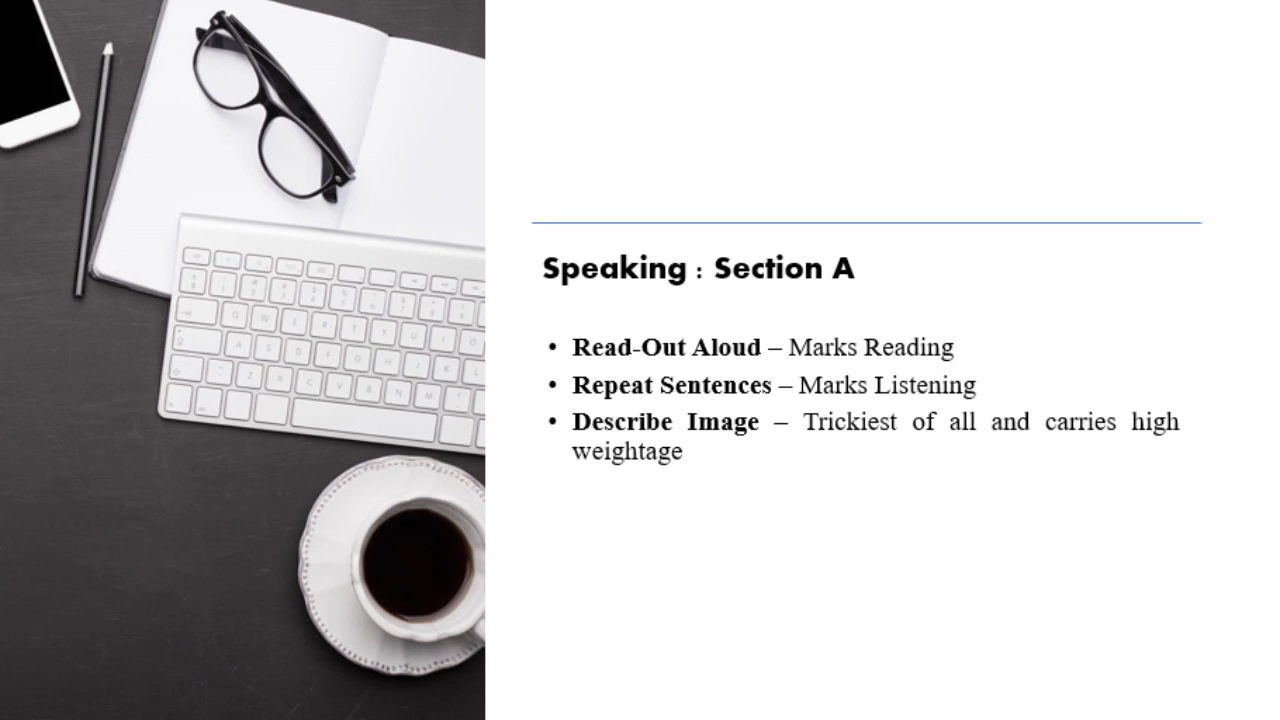 Speaking : Section A
• Read-Out Aloud – Marks Reading
• Repeat Sentences – Marks Listening
• Describe Image – Trickiest of all and carries high
weightage